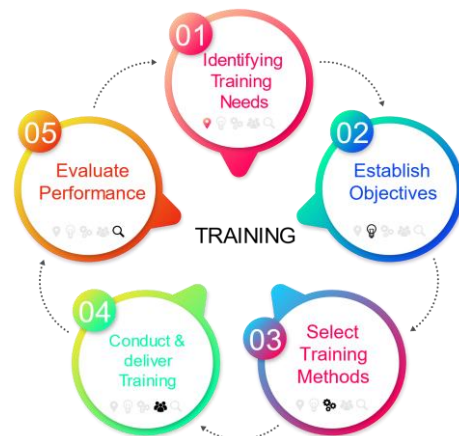 01
Identifying
Training
Needs
02
Establish
Objectives
03
Select
Training
Methods
04
Conduct &
deliver
Training
05
Evaluate
Performance
TRAINING